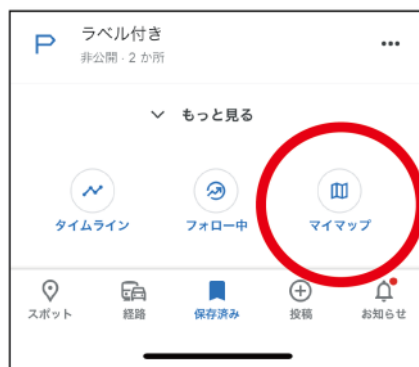 ラベル付き
非公開・2 か所
もっと見る
タイムライン
フォロー中
マイマップ
スポット
経路
保存済み
投稿
お知らせ